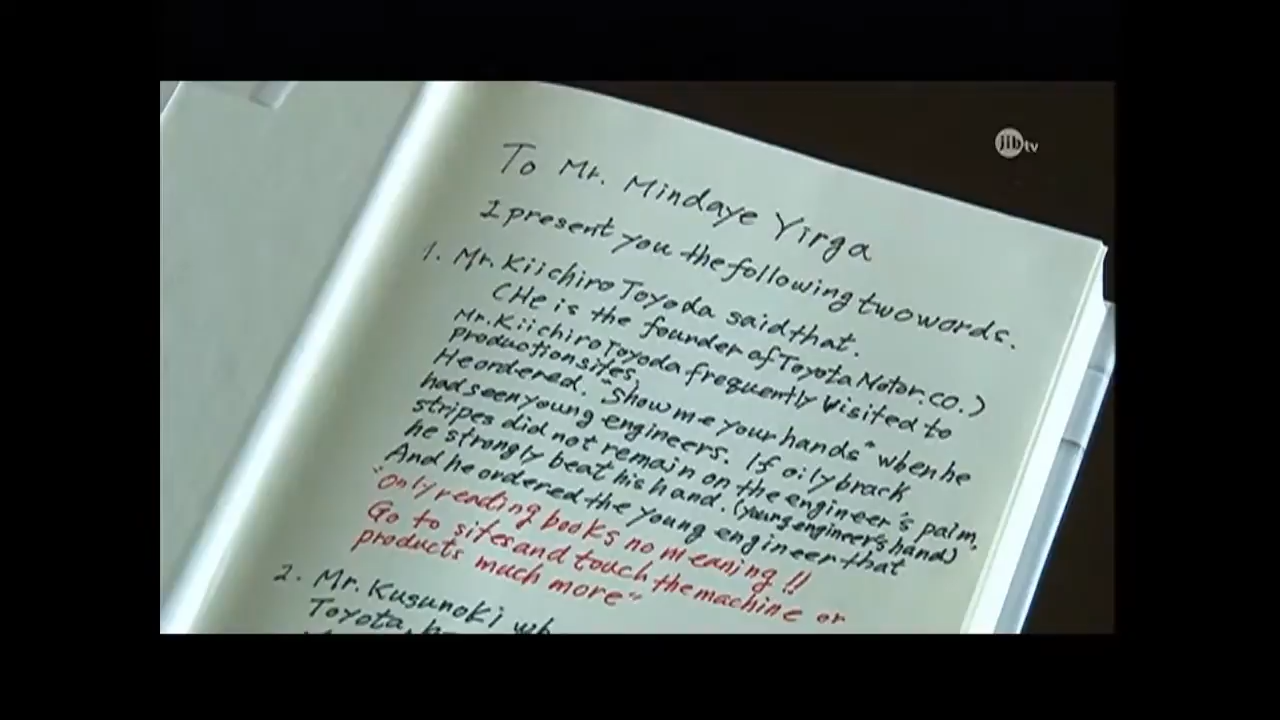 jibtv
To Mr. Mindaye Yirga
I present you the following two words.
1. Mr. Kiichiro Toyoda said that.
(He is the founder of Toyota Motor. co.)
Mr. Kiichiro Toyoda frequently visited to
production sites.
He ordered. "Show me your hands" when he
had seen young engineers. If oily brack
stripes did not remain on the engineer's palm,
he strongly beat his hand. (young engineer's hand)
And he ordered the young engineer that
"Only reading books no meaning !!
Go to sites and touch the machine or
products much more"
2. Mr. Kusunoki
Toyota,